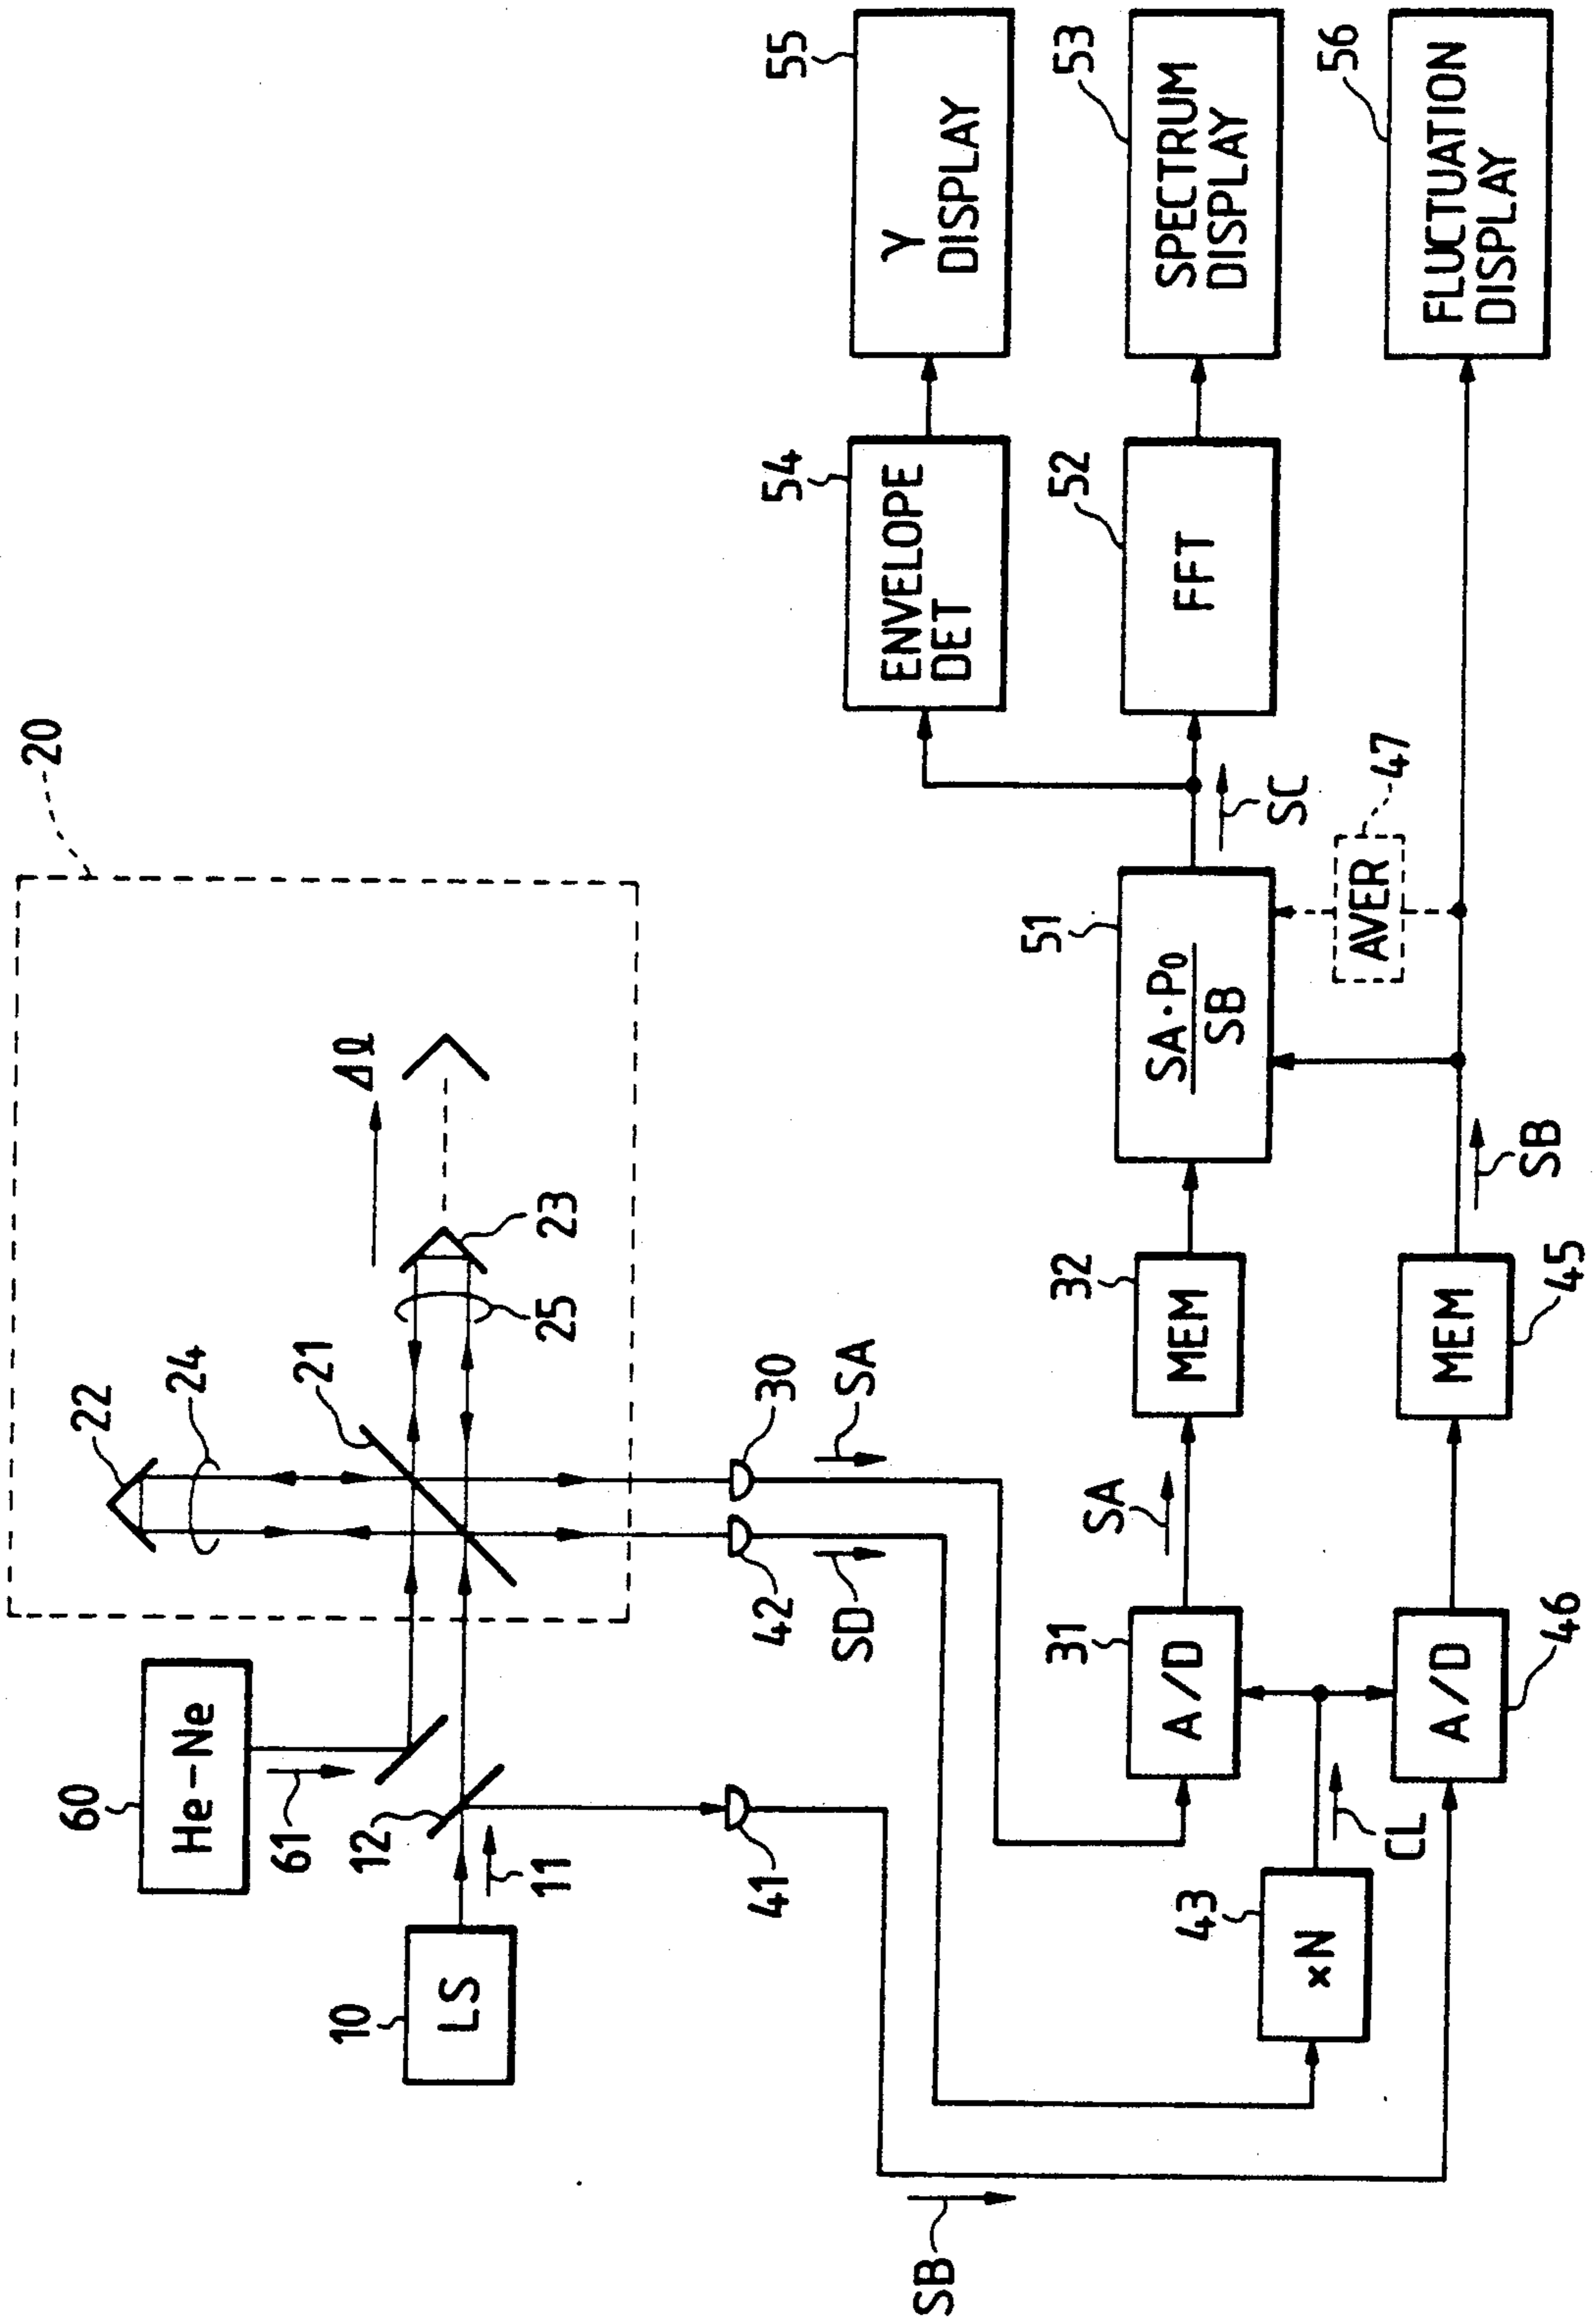 20
22
24
21
Δℓ
23
25
60
He-Ne
61
12
10
LS
11
41
42
30
SD
SA
SB
31
A/D
SA
32
MEM
51
SA·P0
SB
SC
54
ENVELOPE
DET
55
γ
DISPLAY
52
FFT
53
SPECTRUM
DISPLAY
43
×N
CL
A/D
46
MEM
45
SB
AVER
47
56
FLUCTUATION
DISPLAY